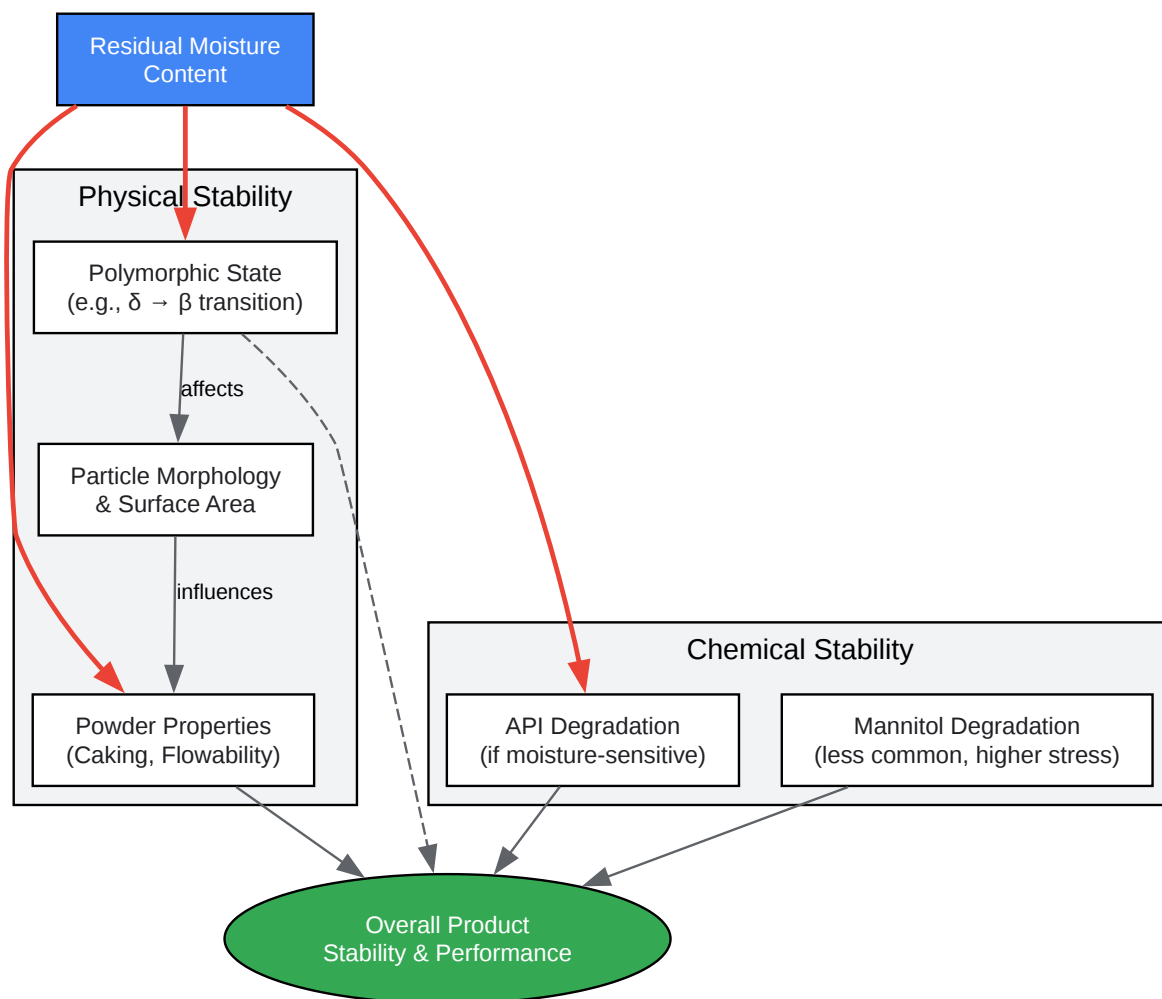 Residual Moisture
Content
Physical Stability
Polymorphic State
(e.g., δ → β transition)
affects
Particle Morphology
& Surface Area
influences
Powder Properties
(Caking, Flowability)
Chemical Stability
API Degradation
(if moisture-sensitive)
Mannitol Degradation
(less common, higher stress)
Overall Product
Stability & Performance